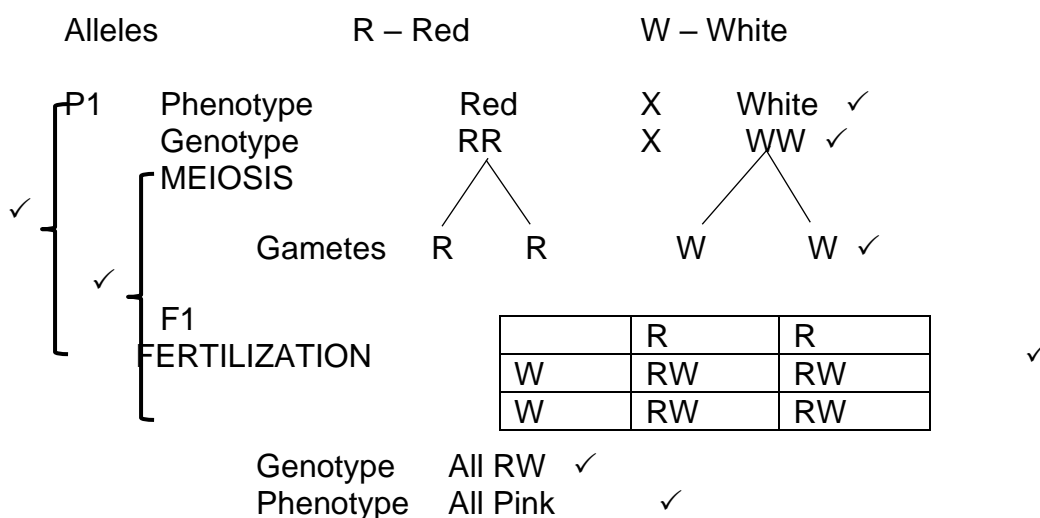 Alleles R – Red W – White
P1 Phenotype Red X White ✓
Genotype RR X WW ✓
MEIOSIS
✓
Gametes R R W W ✓
✓
F1
R R
FERTILIZATION ✓
W RW RW
W RW RW
Genotype All RW ✓
Phenotype All Pink ✓